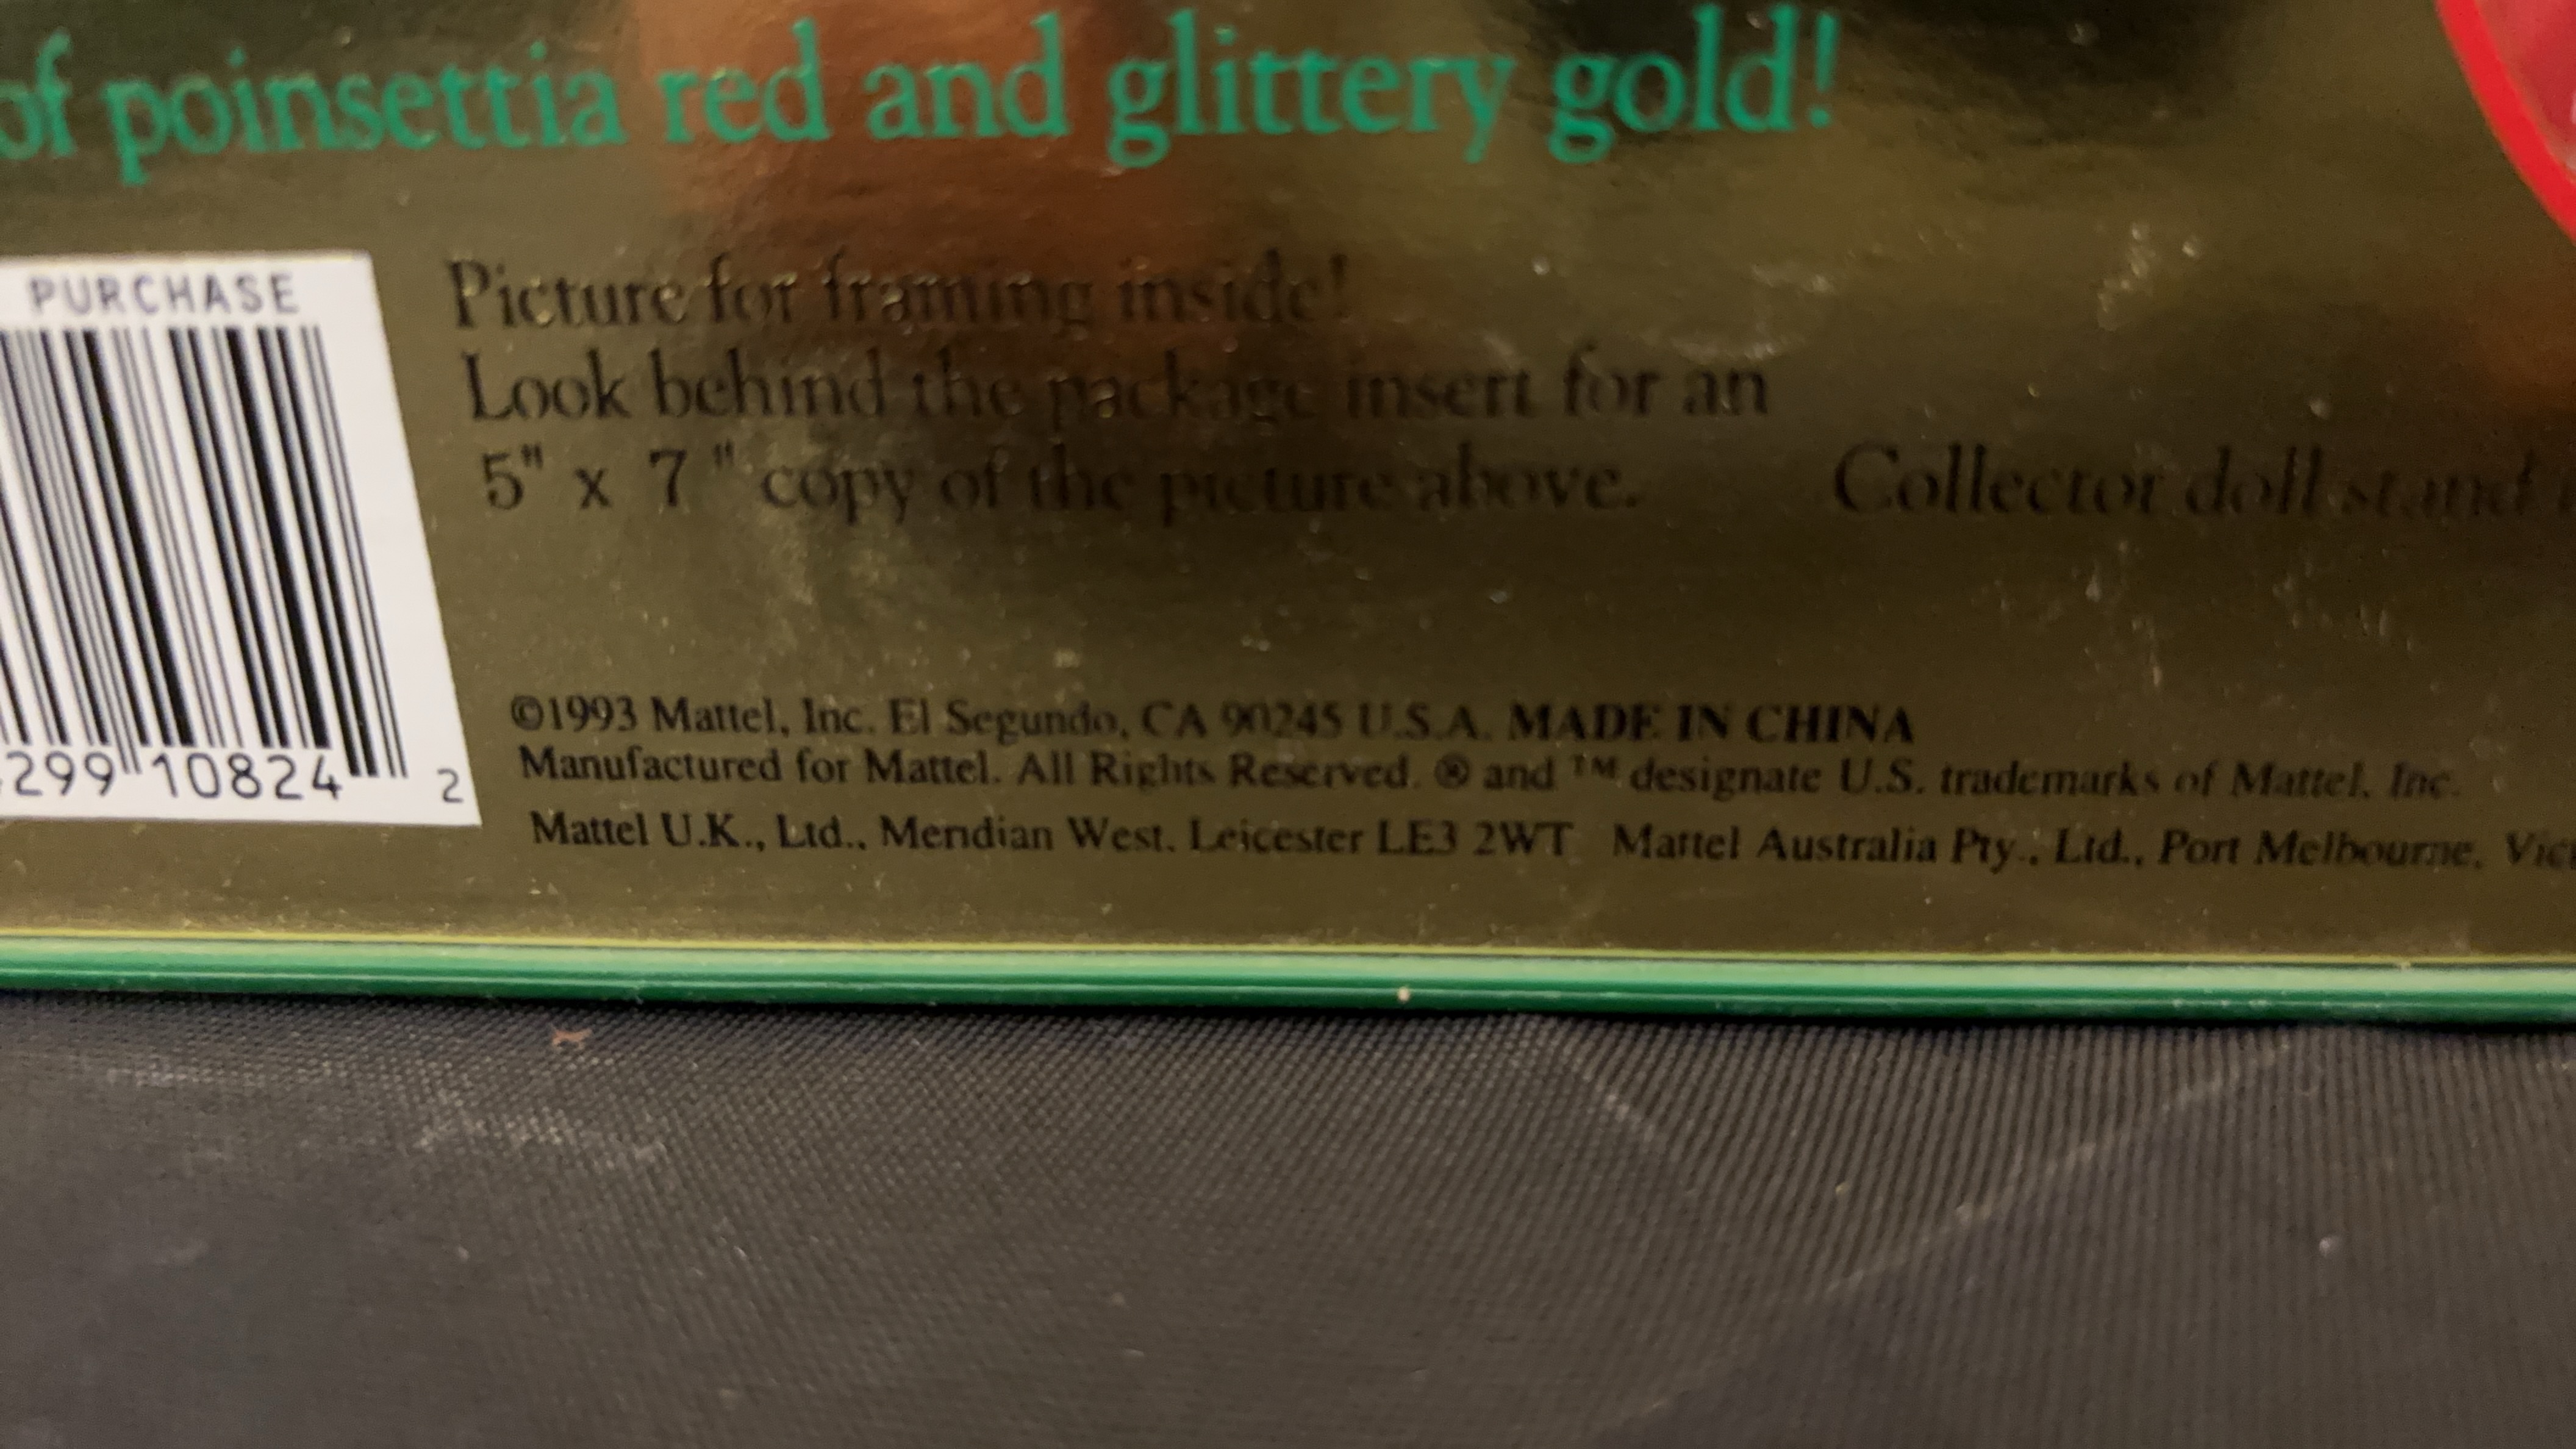 of poinsettia red and glittery gold!
PURCHASE
Picture for framing inside!
Look behind the package insert for an
5" x 7 " copy of the picture above.
Collector doll stand
299 10824 2
©1993 Mattel, Inc. El Segundo, CA 90245 U.S.A. MADE IN CHINA
Manufactured for Mattel. All Rights Reserved. ® and ™ designate U.S. trademarks of Mattel, Inc.
Mattel U.K., Ltd., Meridian West, Leicester LE3 2WT Mattel Australia Pty., Ltd., Port Melbourne,